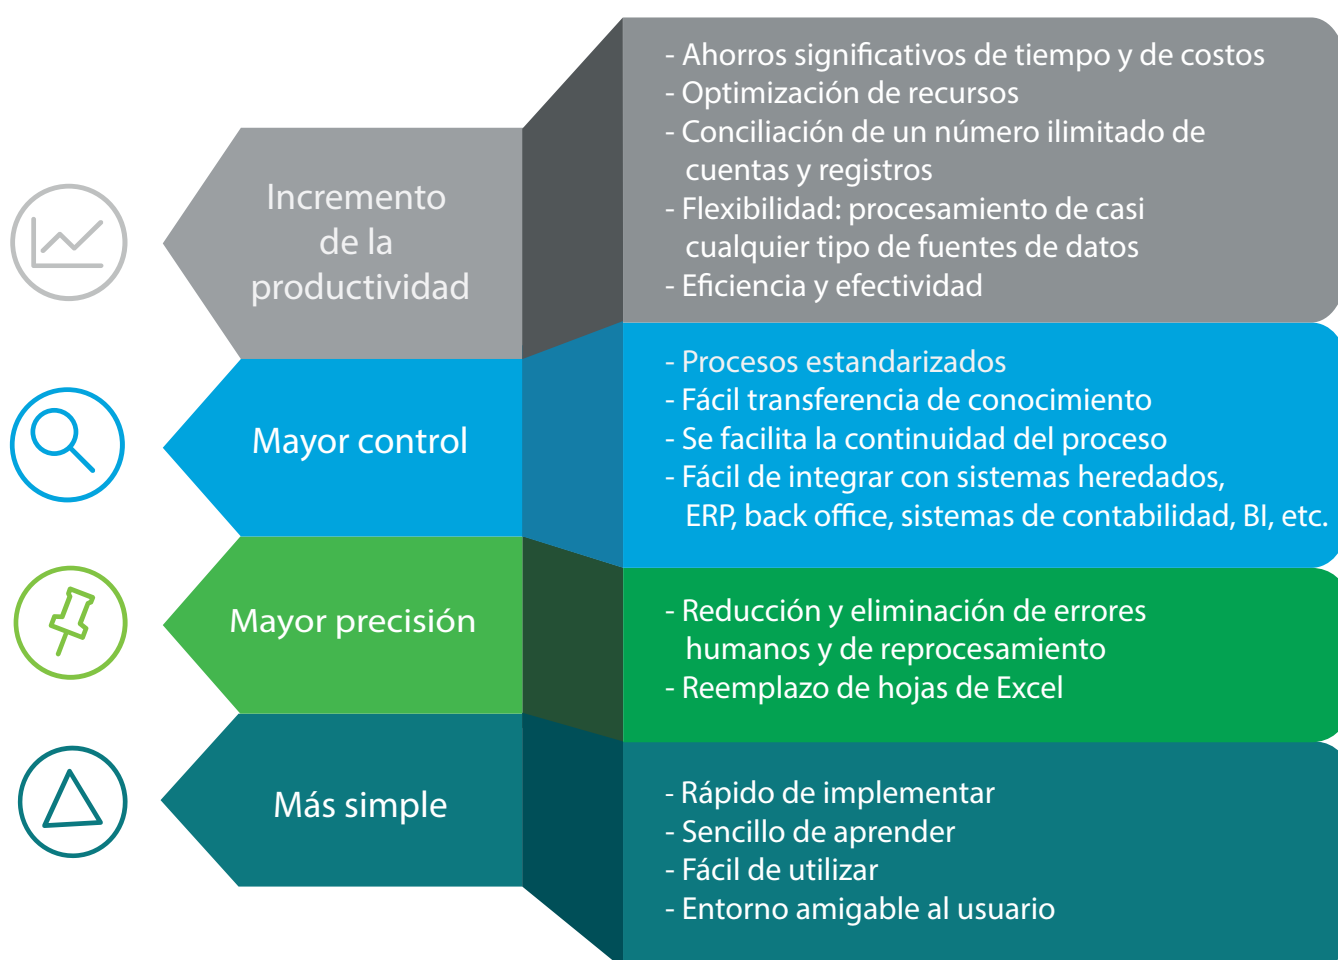 Incremento
de la
productividad
- Ahorros significativos de tiempo y de costos
- Optimización de recursos
- Conciliación de un número ilimitado de
cuentas y registros
- Flexibilidad: procesamiento de casi
cualquier tipo de fuentes de datos
- Eficiencia y efectividad
Mayor control
- Procesos estandarizados
- Fácil transferencia de conocimiento
- Se facilita la continuidad del proceso
- Fácil de integrar con sistemas heredados,
ERP, back office, sistemas de contabilidad, BI, etc.
Mayor precisión
- Reducción y eliminación de errores
humanos y de reprocesamiento
- Reemplazo de hojas de Excel
Más simple
- Rápido de implementar
- Sencillo de aprender
- Fácil de utilizar
- Entorno amigable al usuario